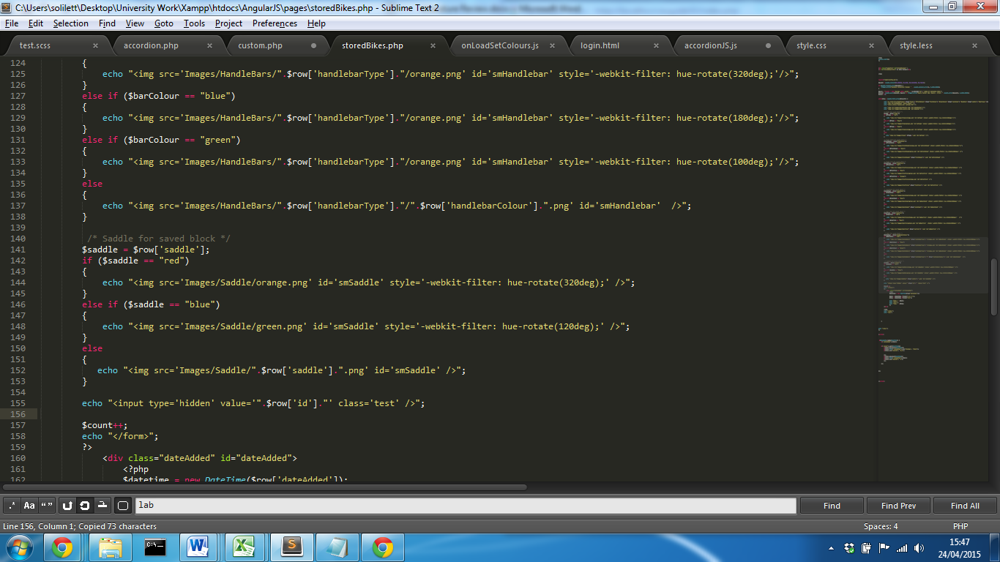 C:\Users\solilett\Desktop\University Work\Xampp\htdocs\AngularJS\pages\storedBikes.php - Sublime Text 2
File Edit Selection Find View Goto Tools Project Preferences Help
test.scss accordion.php custom.php storedBikes.php onLoadSetColours.js login.html accordionJS.js style.css style.less
124 {
125 echo "<img src='Images/HandleBars/".$row['handlebarType']."/orange.png' id='smHandlebar' style='-webkit-filter: hue-rotate(320deg);'/>";
126 }
127 else if ($barColour == "blue")
128 {
129 echo "<img src='Images/HandleBars/".$row['handlebarType']."/orange.png' id='smHandlebar' style='-webkit-filter: hue-rotate(180deg);'/>";
130 }
131 else if ($barColour == "green")
132 {
133 echo "<img src='Images/HandleBars/".$row['handlebarType']."/orange.png' id='smHandlebar' style='-webkit-filter: hue-rotate(100deg);'/>";
134 }
135 else
136 {
137 echo "<img src='Images/HandleBars/".$row['handlebarType']."/".$row['handlebarColour'].".png' id='smHandlebar'  />";
138 }
139
140 /* Saddle for saved block */
141 $saddle = $row['saddle'];
142 if ($saddle == "red")
143 {
144 echo "<img src='Images/Saddle/orange.png' id='smSaddle' style='-webkit-filter: hue-rotate(320deg);' />";
145 }
146 else if ($saddle == "blue")
147 {
148 echo "<img src='Images/Saddle/green.png' id='smSaddle' style='-webkit-filter: hue-rotate(120deg);' />";
149 }
150 else
151 {
152 echo "<img src='Images/Saddle/".$row['saddle'].".png' id='smSaddle' />";
153 }
154
155 echo "<input type='hidden' value='".$row['id']."' class='test' />";
156
157 $count++;
158 echo "</form>";
159 ?>
160 <div class="dateAdded" id="dateAdded">
161 <?php
162 $datetime = new DateTime($row['dateAdded']);
.* Aa “” lab Find Find Prev Find All
Line 156, Column 1; Copied 73 characters Spaces: 4 PHP
C:\
15:47
24/04/2015